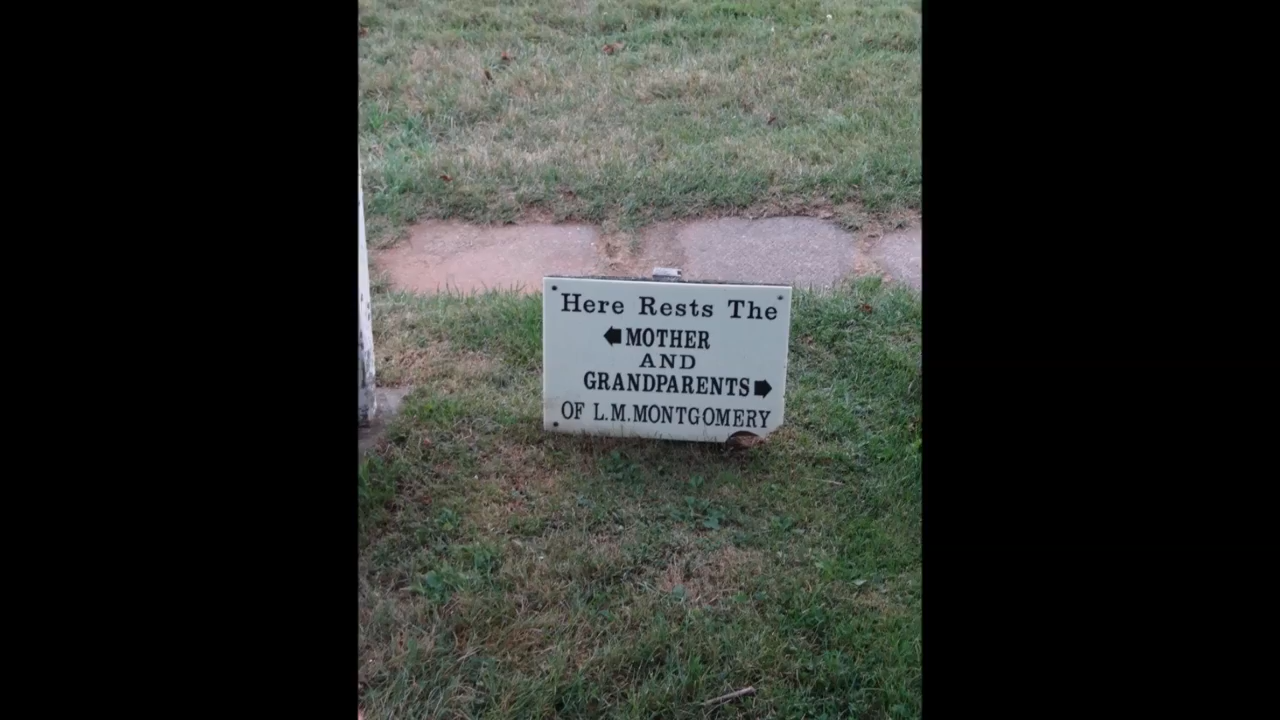 Here Rests The
MOTHER
AND
GRANDPARENTS
OF L.M.MONTGOMERY